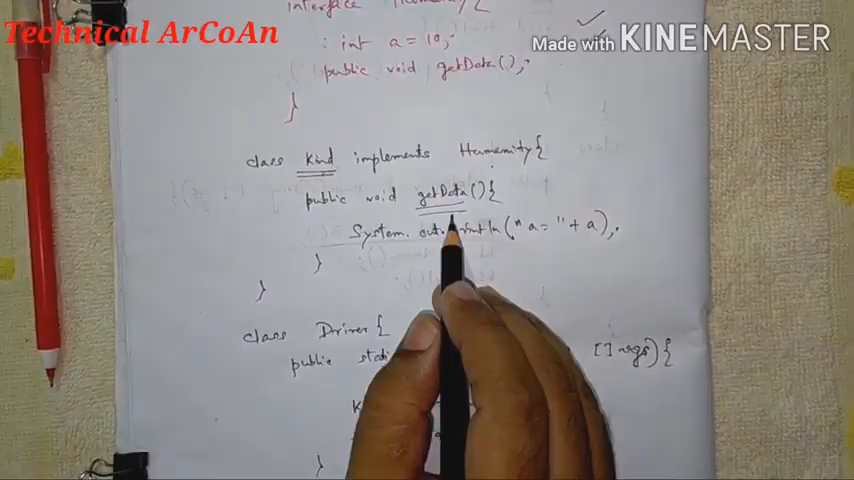 Technical ArCoAn
Made with KINEMASTER
interface Humanity{
: int a = 10;
public void getData();
}
class Kind implements Humanity{
public void getData(){
System. out. println (" a = " + a);
}
}
class Driver{
public stati [] args){
}